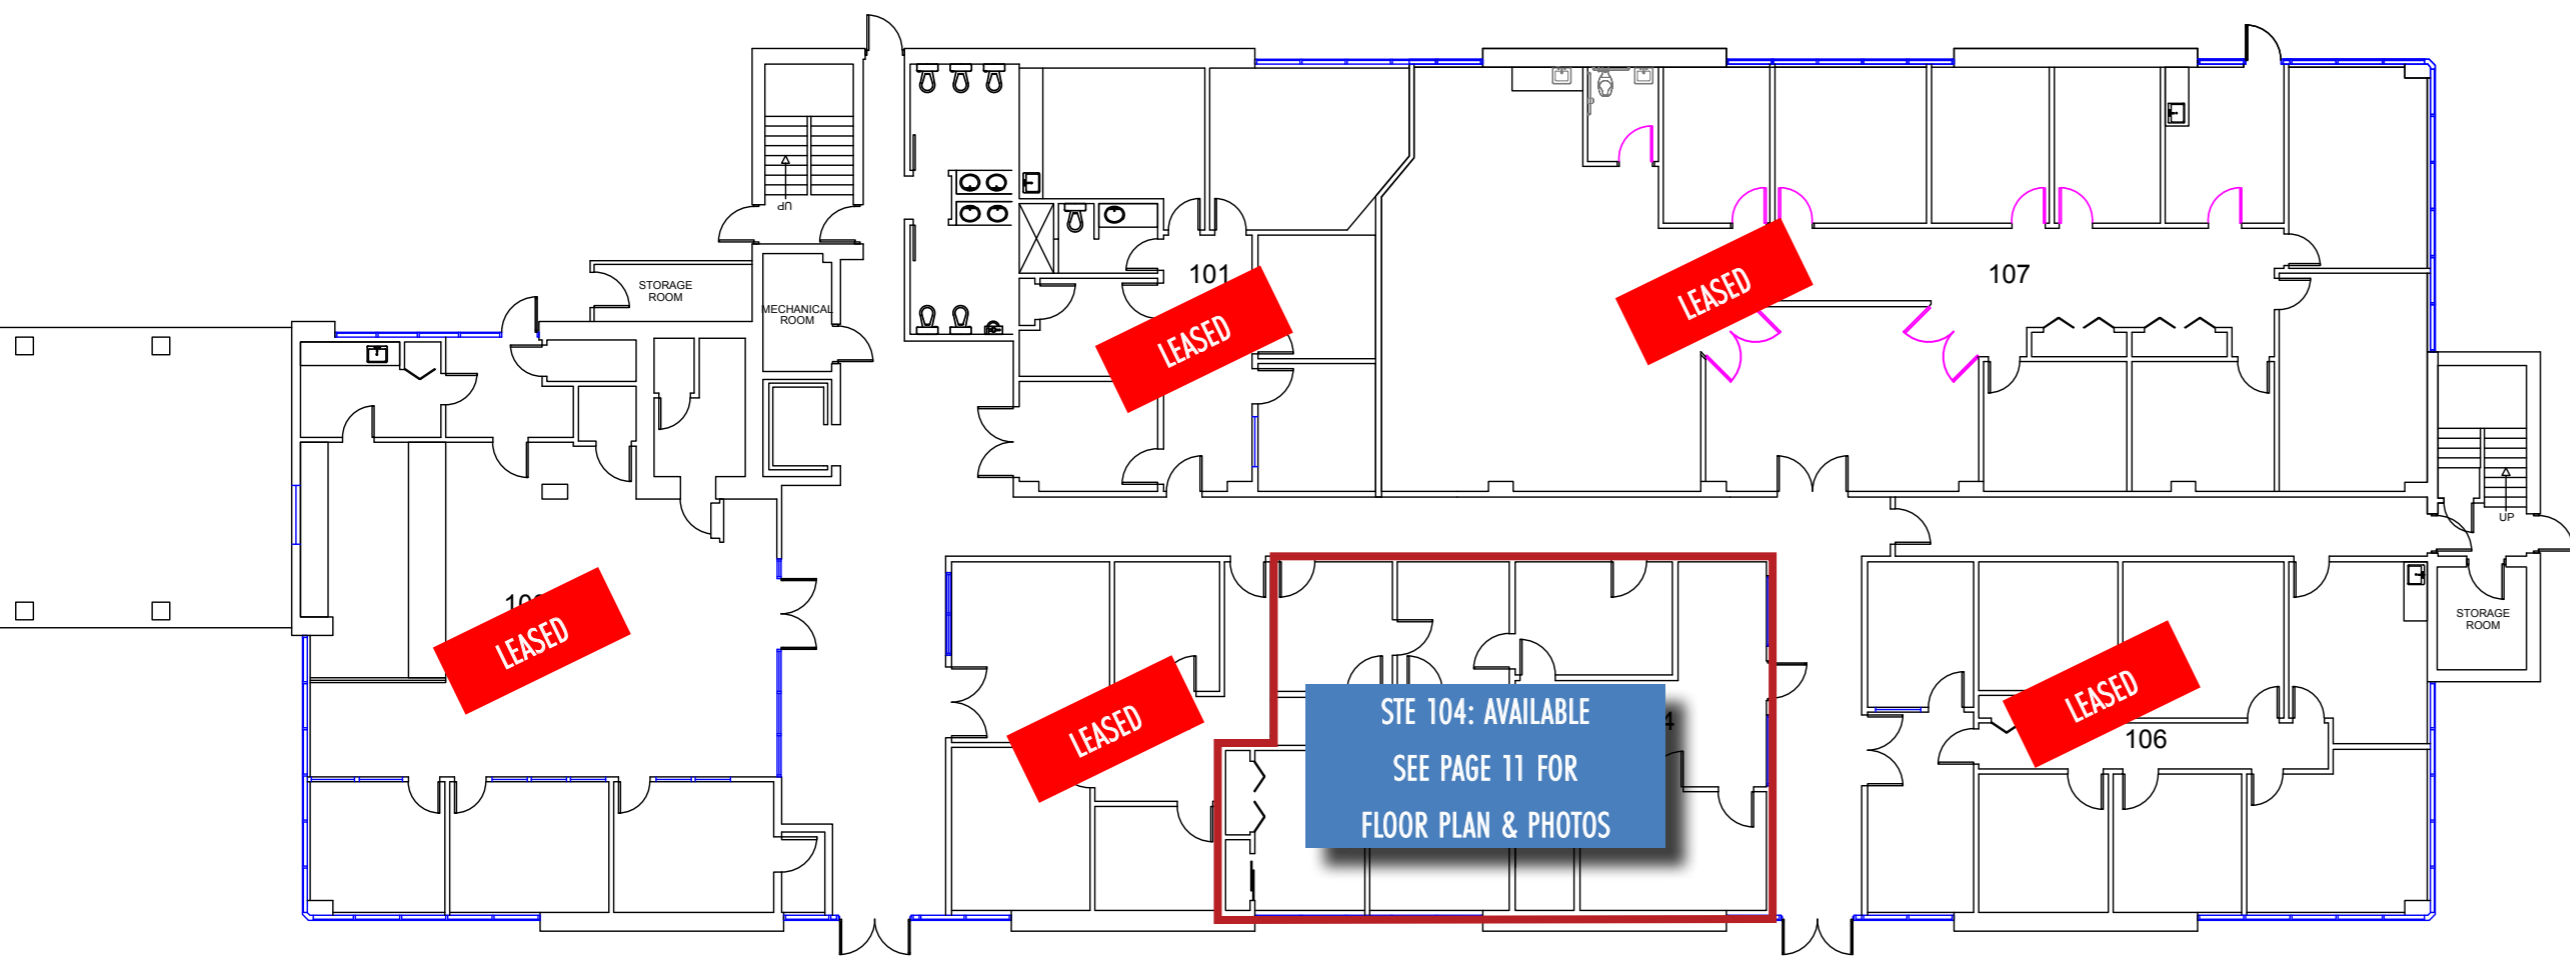 UP
STORAGE
ROOM
MECHANICAL
ROOM
101
LEASED
LEASED
107
UP
LEASED
LEASED
STE 104: AVAILABLE
SEE PAGE 11 FOR
FLOOR PLAN & PHOTOS
4
LEASED
106
STORAGE
ROOM